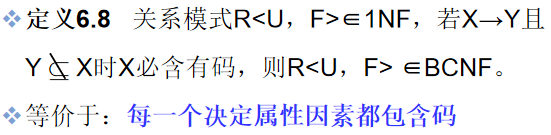 ❖定义6.8 关系模式R<U，F>∈1NF，若X→Y且
Y ⊈ X时X必含有码，则R<U，F> ∈BCNF。
❖等价于：每一个决定属性因素都包含码